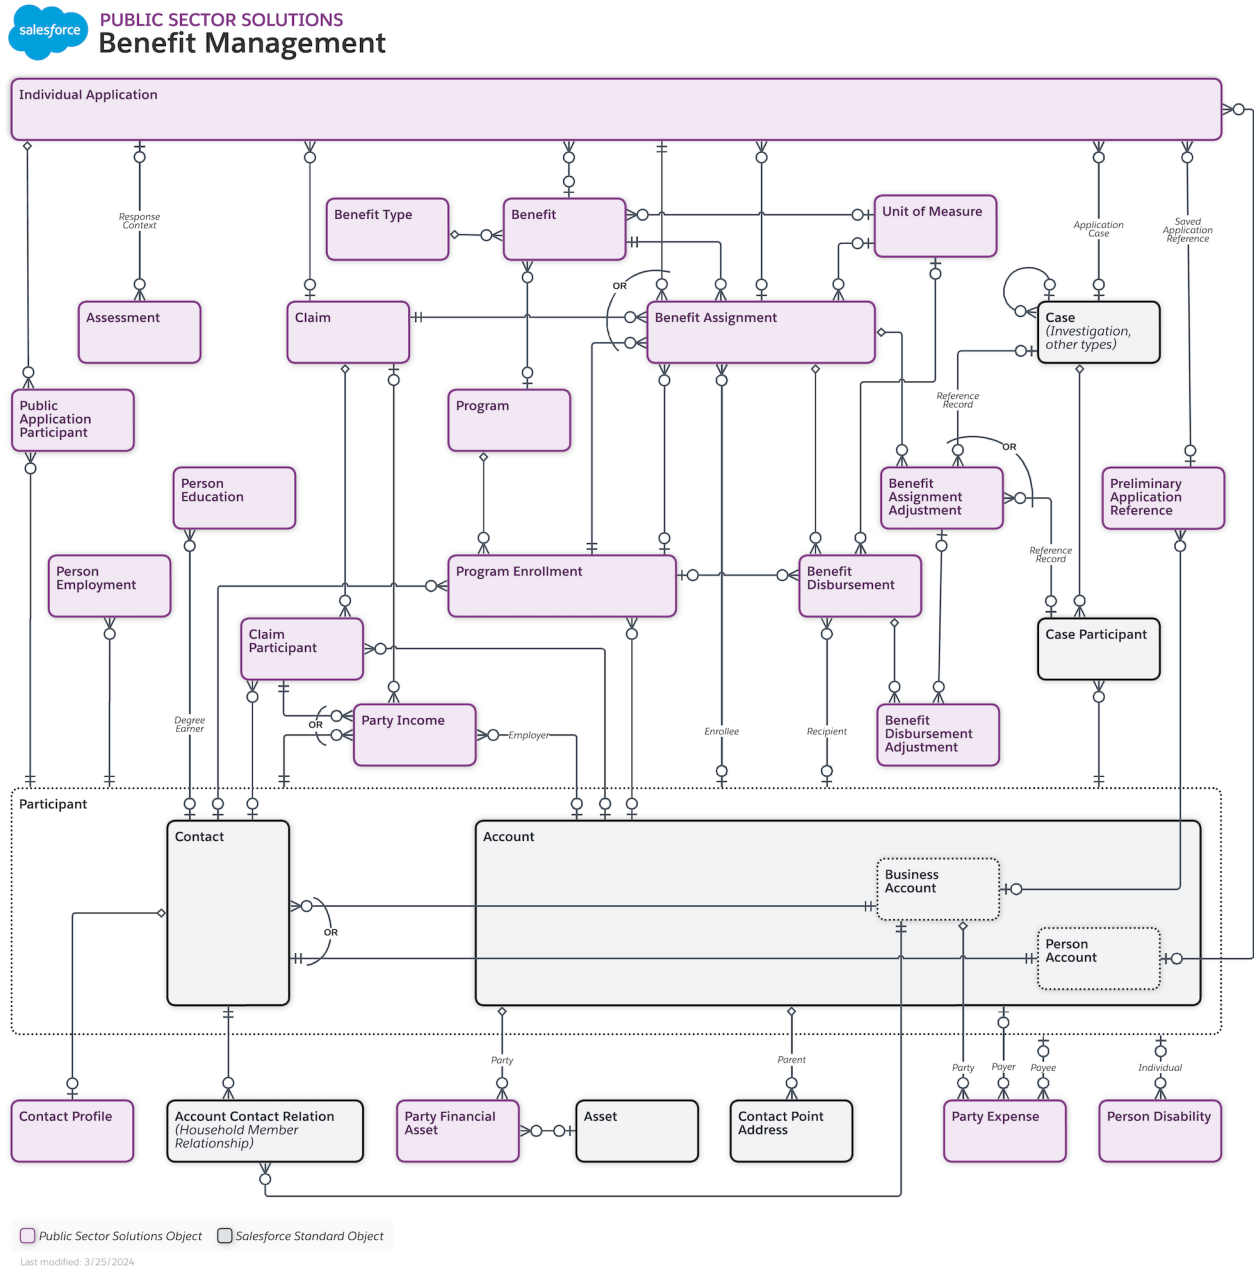 salesforce
PUBLIC SECTOR SOLUTIONS
Benefit Management
Individual Application
Response
Context
Benefit Type
Benefit
Unit of Measure
Application
Case
Saved
Application
Reference
OR
Assessment
Claim
Benefit Assignment
Case
(Investigation,
other types)
Public
Application
Participant
Program
Reference
Record
OR
Person
Education
Benefit
Assignment
Adjustment
Preliminary
Application
Reference
Person
Employment
Program Enrollment
Benefit
Disbursement
Reference
Record
Claim
Participant
Case Participant
Degree
Earner
OR
Party Income
Employer
Enrollee
Recipient
Benefit
Disbursement
Adjustment
Participant
Contact
Account
Business
Account
OR
Person
Account
Party
Parent
Party
Payer
Payee
Individual
Contact Profile
Account Contact Relation
(Household Member
Relationship)
Party Financial
Asset
Asset
Contact Point
Address
Party Expense
Person Disability
Public Sector Solutions Object
Salesforce Standard Object
Last modified: 3/25/2024